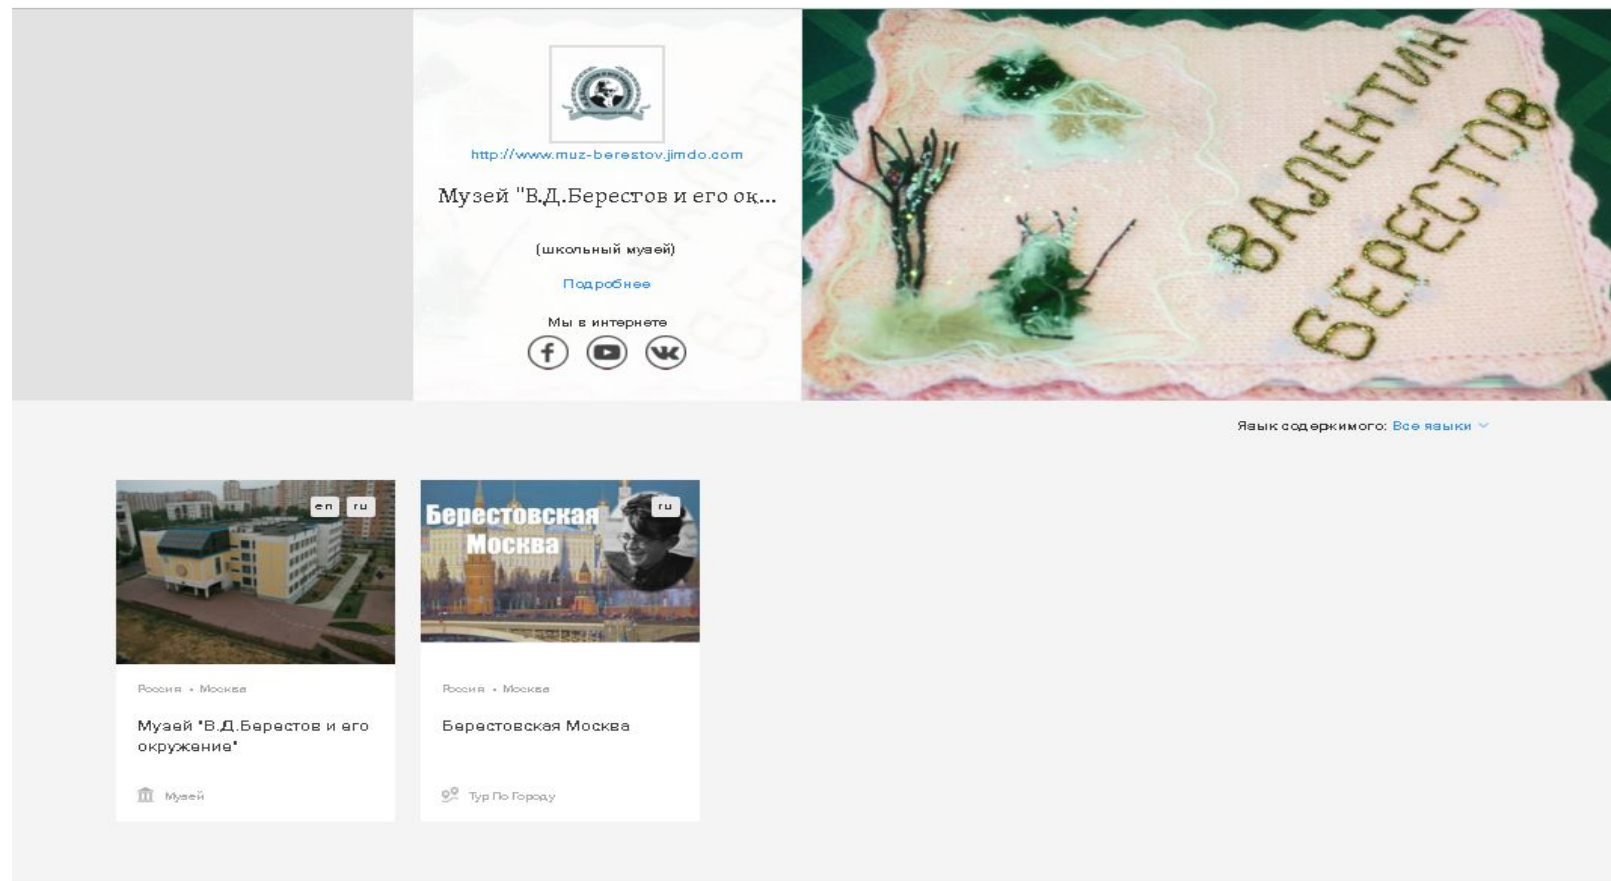 http://www.muz-berestov.jimdo.com
Музей "В.Д.Берестов и его ок...
(школьный музей)
Подробнее
Мы в интернете
ВАЛЕНТИН
БЕРЕСТОВ
Язык содержимого: Все языки
en ru
Берестовская
Москва
ru
Россия • Москва
Музей "В.Д.Берестов и его
окружение"
Музей
Россия • Москва
Берестовская Москва
Тур По Городу